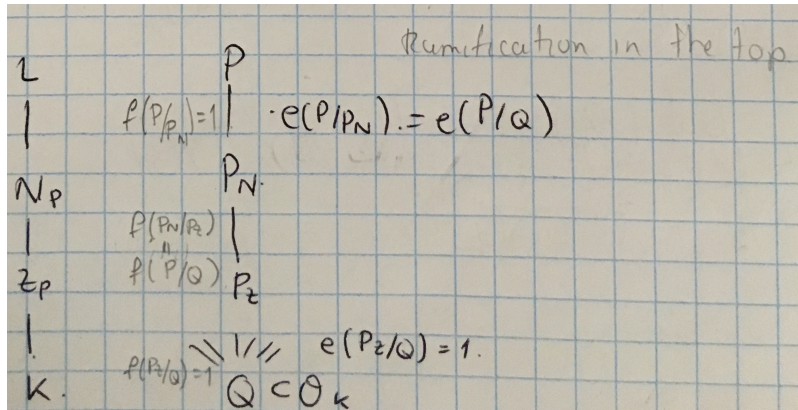 Ramification in the top
L P
f(P/P_N)=1 · e(P/P_N) = e(P/Q)
N_P P_N.
f(P_N/P_Z)
"
f(P/Q)
Z_P P_Z
e(P_Z/Q) = 1.
f(P_Z/Q)=1
K. Q ⊂ O_K